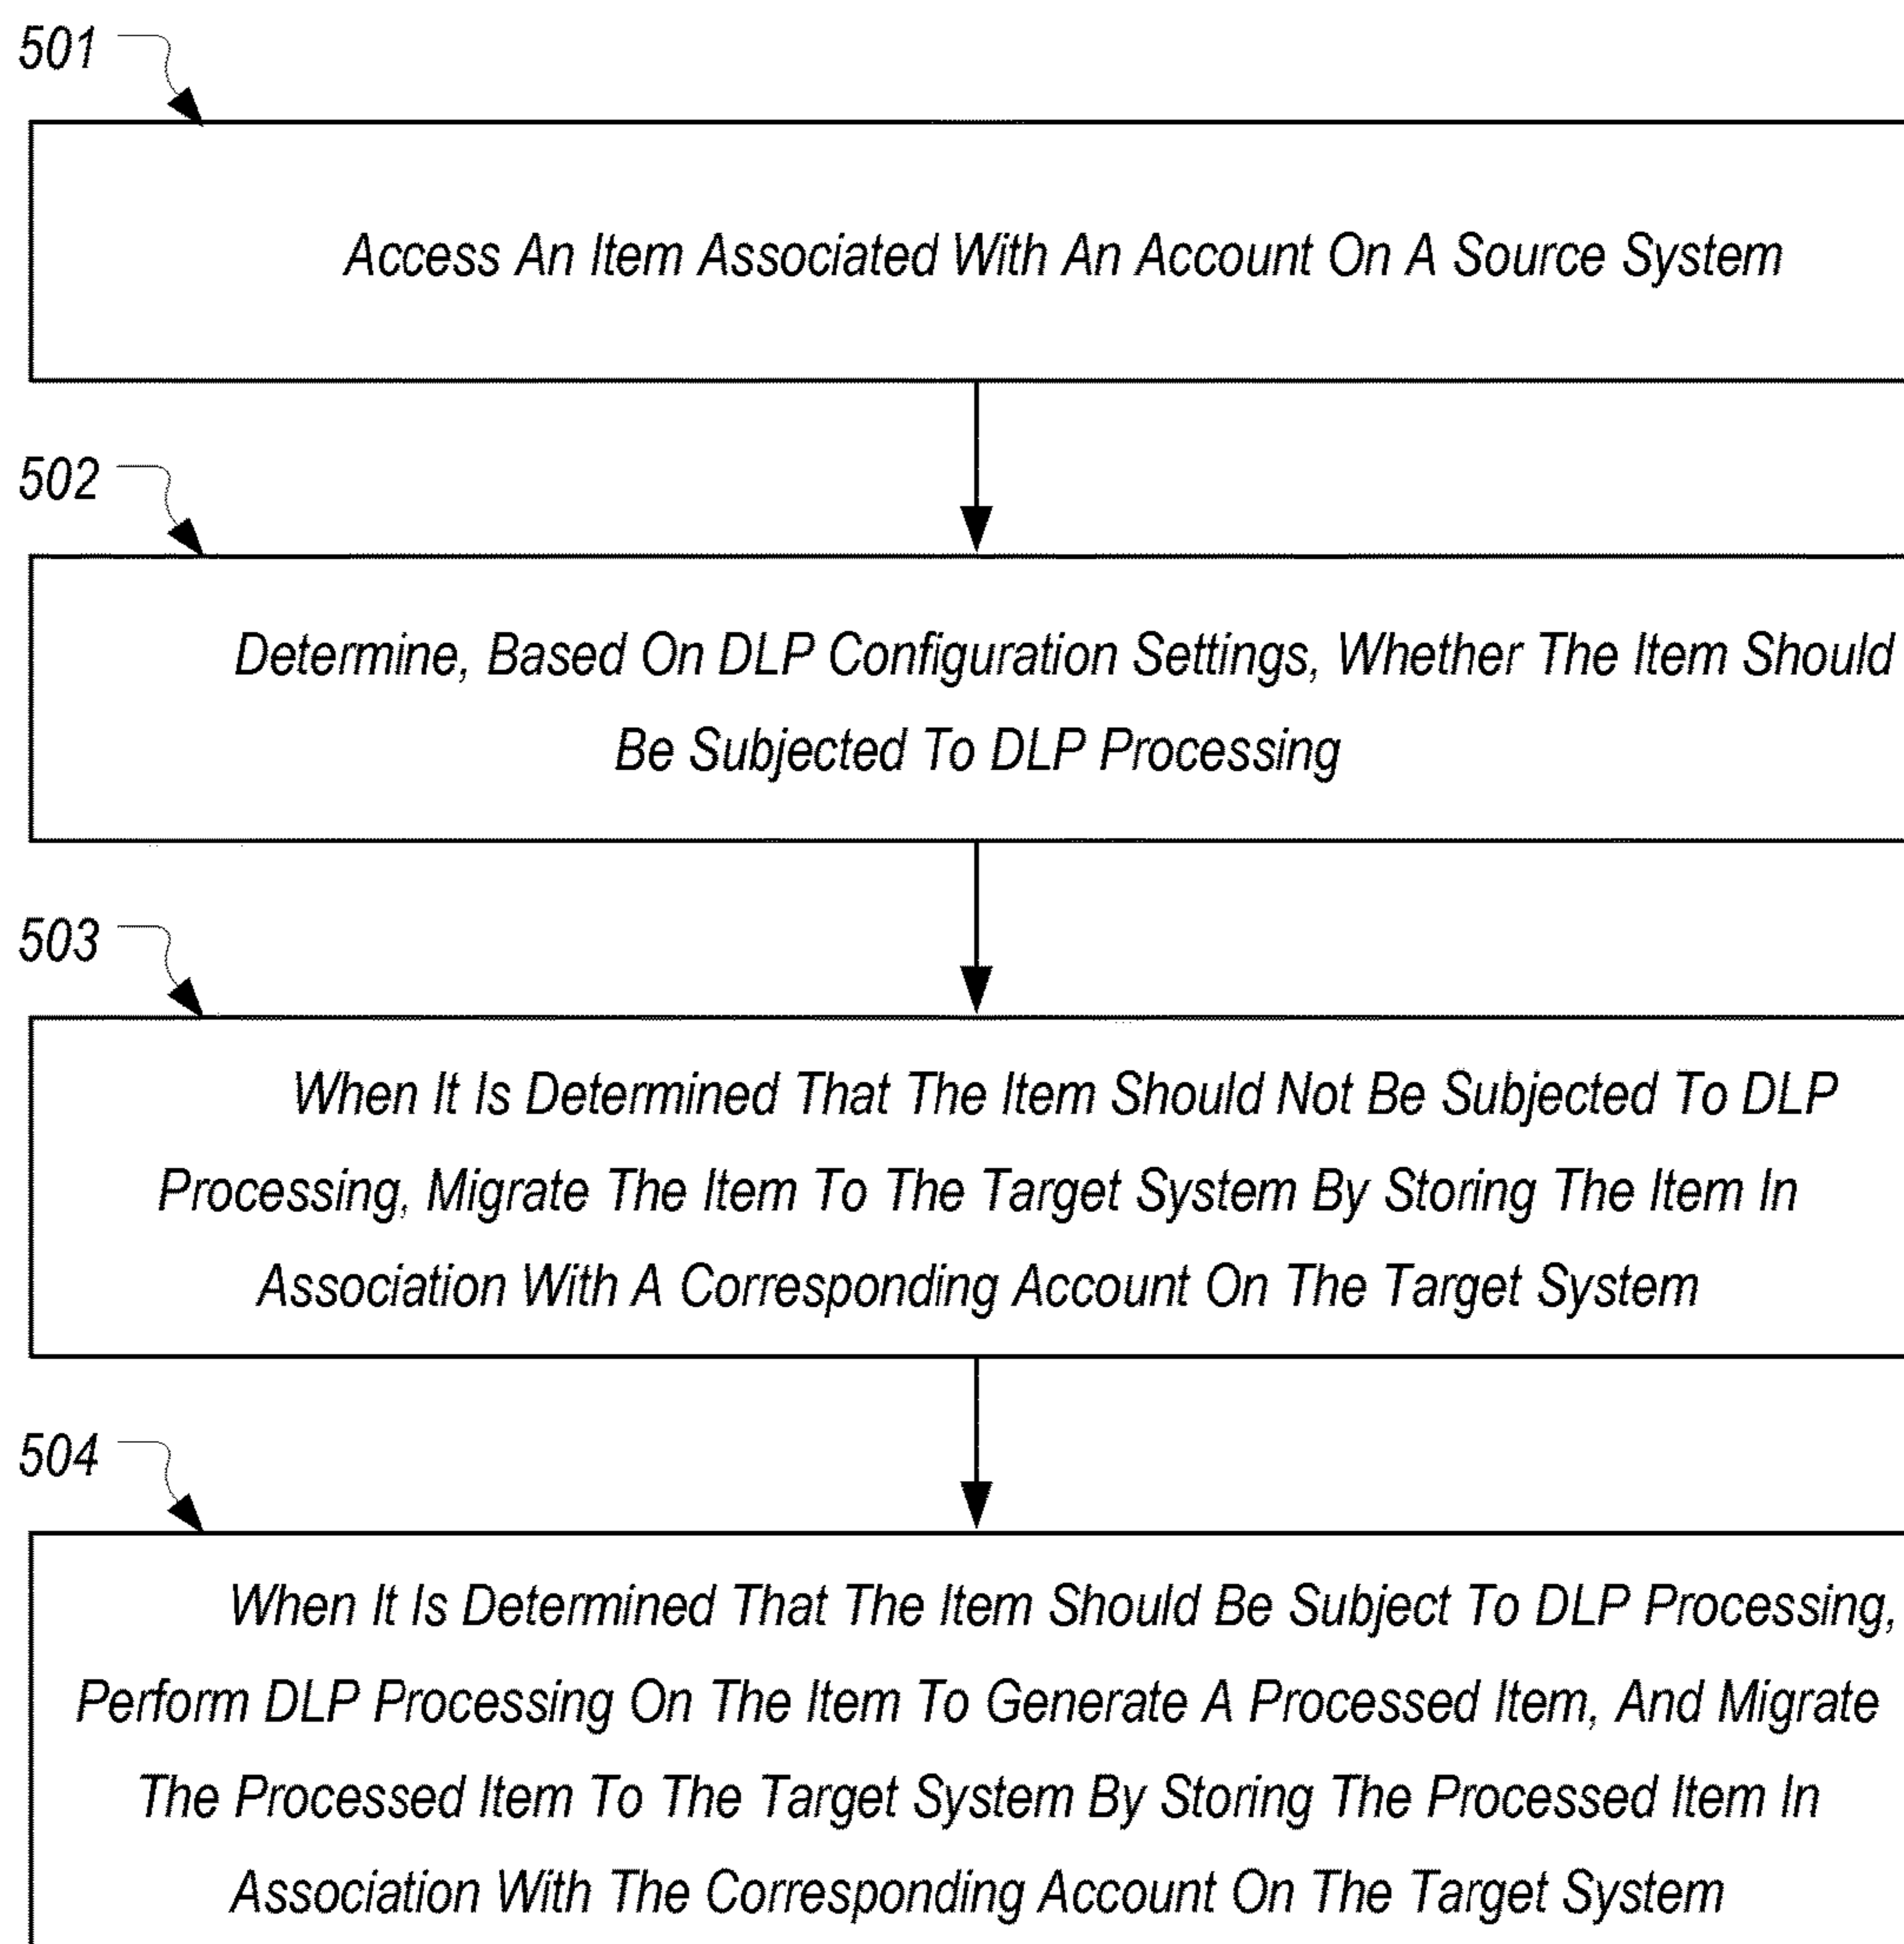 501
Access An Item Associated With An Account On A Source System
502
Determine, Based On DLP Configuration Settings, Whether The Item Should
Be Subjected To DLP Processing
503
When It Is Determined That The Item Should Not Be Subjected To DLP
Processing, Migrate The Item To The Target System By Storing The Item In
Association With A Corresponding Account On The Target System
504
When It Is Determined That The Item Should Be Subject To DLP Processing,
Perform DLP Processing On The Item To Generate A Processed Item, And Migrate
The Processed Item To The Target System By Storing The Processed Item In
Association With The Corresponding Account On The Target System